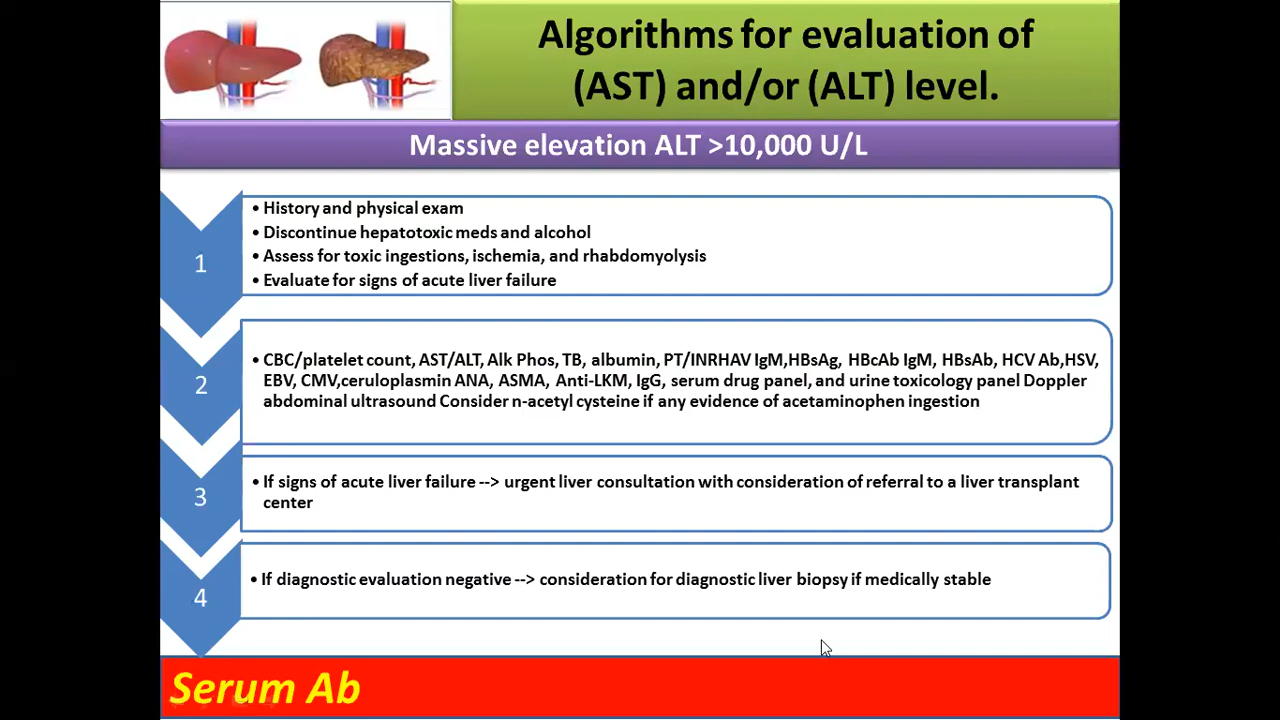 Algorithms for evaluation of
(AST) and/or (ALT) level.
Massive elevation ALT >10,000 U/L
1
• History and physical exam
• Discontinue hepatotoxic meds and alcohol
• Assess for toxic ingestions, ischemia, and rhabdomyolysis
• Evaluate for signs of acute liver failure
2
• CBC/platelet count, AST/ALT, Alk Phos, TB, albumin, PT/INRHAV IgM,HBsAg, HBcAb IgM, HBsAb, HCV Ab,HSV,
EBV, CMV,ceruloplasmin ANA, ASMA, Anti-LKM, IgG, serum drug panel, and urine toxicology panel Doppler
abdominal ultrasound Consider n-acetyl cysteine if any evidence of acetaminophen ingestion
3
• If signs of acute liver failure --> urgent liver consultation with consideration of referral to a liver transplant
center
4
• If diagnostic evaluation negative --> consideration for diagnostic liver biopsy if medically stable
Serum Ab